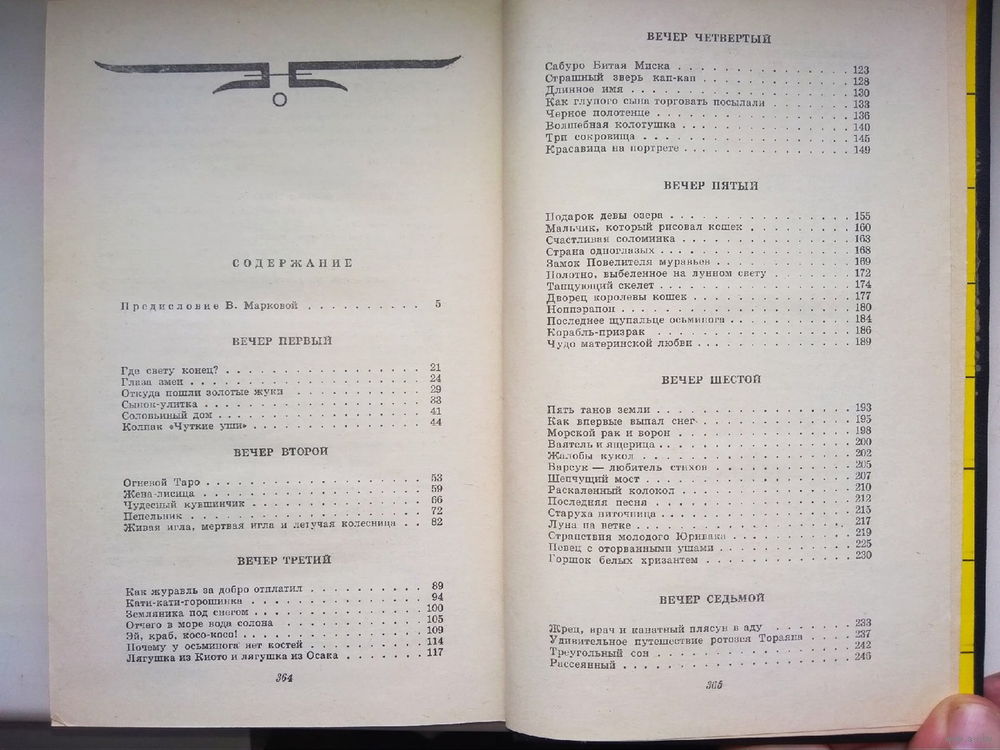 СОДЕРЖАНИЕ
Предисловие В. Марковой . . . . . . . . 5
ВЕЧЕР ПЕРВЫЙ
Где свету конец? . . . . . . . . . . . . . . 21
Глаза змеи . . . . . . . . . . . . . . . . 24
Откуда пошли золотые жуки . . . . . . . . . 29
Сынок-улитка . . . . . . . . . . . . . . . 33
Соловьиный дом . . . . . . . . . . . . . . 41
Колпак «Чуткие уши» . . . . . . . . . . . . 44
ВЕЧЕР ВТОРОЙ
Огневой Таро . . . . . . . . . . . . . . . 53
Жена-лисица . . . . . . . . . . . . . . . 59
Чудесный кувшинчик . . . . . . . . . . . . 66
Пепельник . . . . . . . . . . . . . . . . 72
Живая игла, мертвая игла и летучая колесница . . 82
ВЕЧЕР ТРЕТИЙ
Как журавль за добро отплатил . . . . . . . . 89
Кати-кати-горошинка . . . . . . . . . . . . 94
Земляника под снегом . . . . . . . . . . . . 100
Отчего в море вода солона . . . . . . . . . . 105
Эй, краб, косо-косо! . . . . . . . . . . . . 109
Почему у осьминога нет костей . . . . . . . . 114
Лягушка из Киото и лягушка из Осака . . . . . . 117
364
ВЕЧЕР ЧЕТВЕРТЫЙ
Сабуро Битая Миска . . . . . . . . . . . . 123
Страшный зверь кап-кап . . . . . . . . . . 128
Длинное имя . . . . . . . . . . . . . . . 130
Как глупого сына торговать посылали . . . . . . 133
Черное полотенце . . . . . . . . . . . . . 136
Волшебная колотушка . . . . . . . . . . . . 140
Три сокровища . . . . . . . . . . . . . . 145
Красавица на портрете . . . . . . . . . . . . 149
ВЕЧЕР ПЯТЫЙ
Подарок девы озера . . . . . . . . . . . . 155
Мальчик, который рисовал кошек . . . . . . . 160
Счастливая соломинка . . . . . . . . . . . . 163
Страна одноглазых . . . . . . . . . . . . . 168
Замок Повелителя муравьев . . . . . . . . . 169
Полотно, выбеленное на лунном свету . . . . . . 172
Танцующий скелет . . . . . . . . . . . . . 174
Дворец королевы кошек . . . . . . . . . . . 177
Ноппэрапон . . . . . . . . . . . . . . . 180
Последнее щупальце осьминога . . . . . . . . 184
Корабль-призрак . . . . . . . . . . . . . . 186
Чудо материнской любви . . . . . . . . . . . 189
ВЕЧЕР ШЕСТОЙ
Пять танов земли . . . . . . . . . . . . . 193
Как впервые выпал снег . . . . . . . . . . . 195
Морской рак и ворон . . . . . . . . . . . . 198
Ваятель и ящерица . . . . . . . . . . . . . 200
Жалобы кукол . . . . . . . . . . . . . . . 202
Барсук — любитель стихов . . . . . . . . . . 205
Шепчущий мост . . . . . . . . . . . . . . 207
Раскаленный колокол . . . . . . . . . . . . 210
Последняя песня . . . . . . . . . . . . . . 212
Старуха ниточница . . . . . . . . . . . . . 215
Луна на ветке . . . . . . . . . . . . . . . 217
Странствия молодого Юривака . . . . . . . . 219
Певец с оторванными ушами . . . . . . . . . 225
Горшок белых хризантем . . . . . . . . . . . 230
ВЕЧЕР СЕДЬМОЙ
Жрец, врач и канатный плясун в аду . . . . . . 233
Удивительное путешествие ротозея Тораяна . . . . 237
Треугольный сон . . . . . . . . . . . . . . 242
Рассеянный . . . . . . . . . . . . . . . 246
365